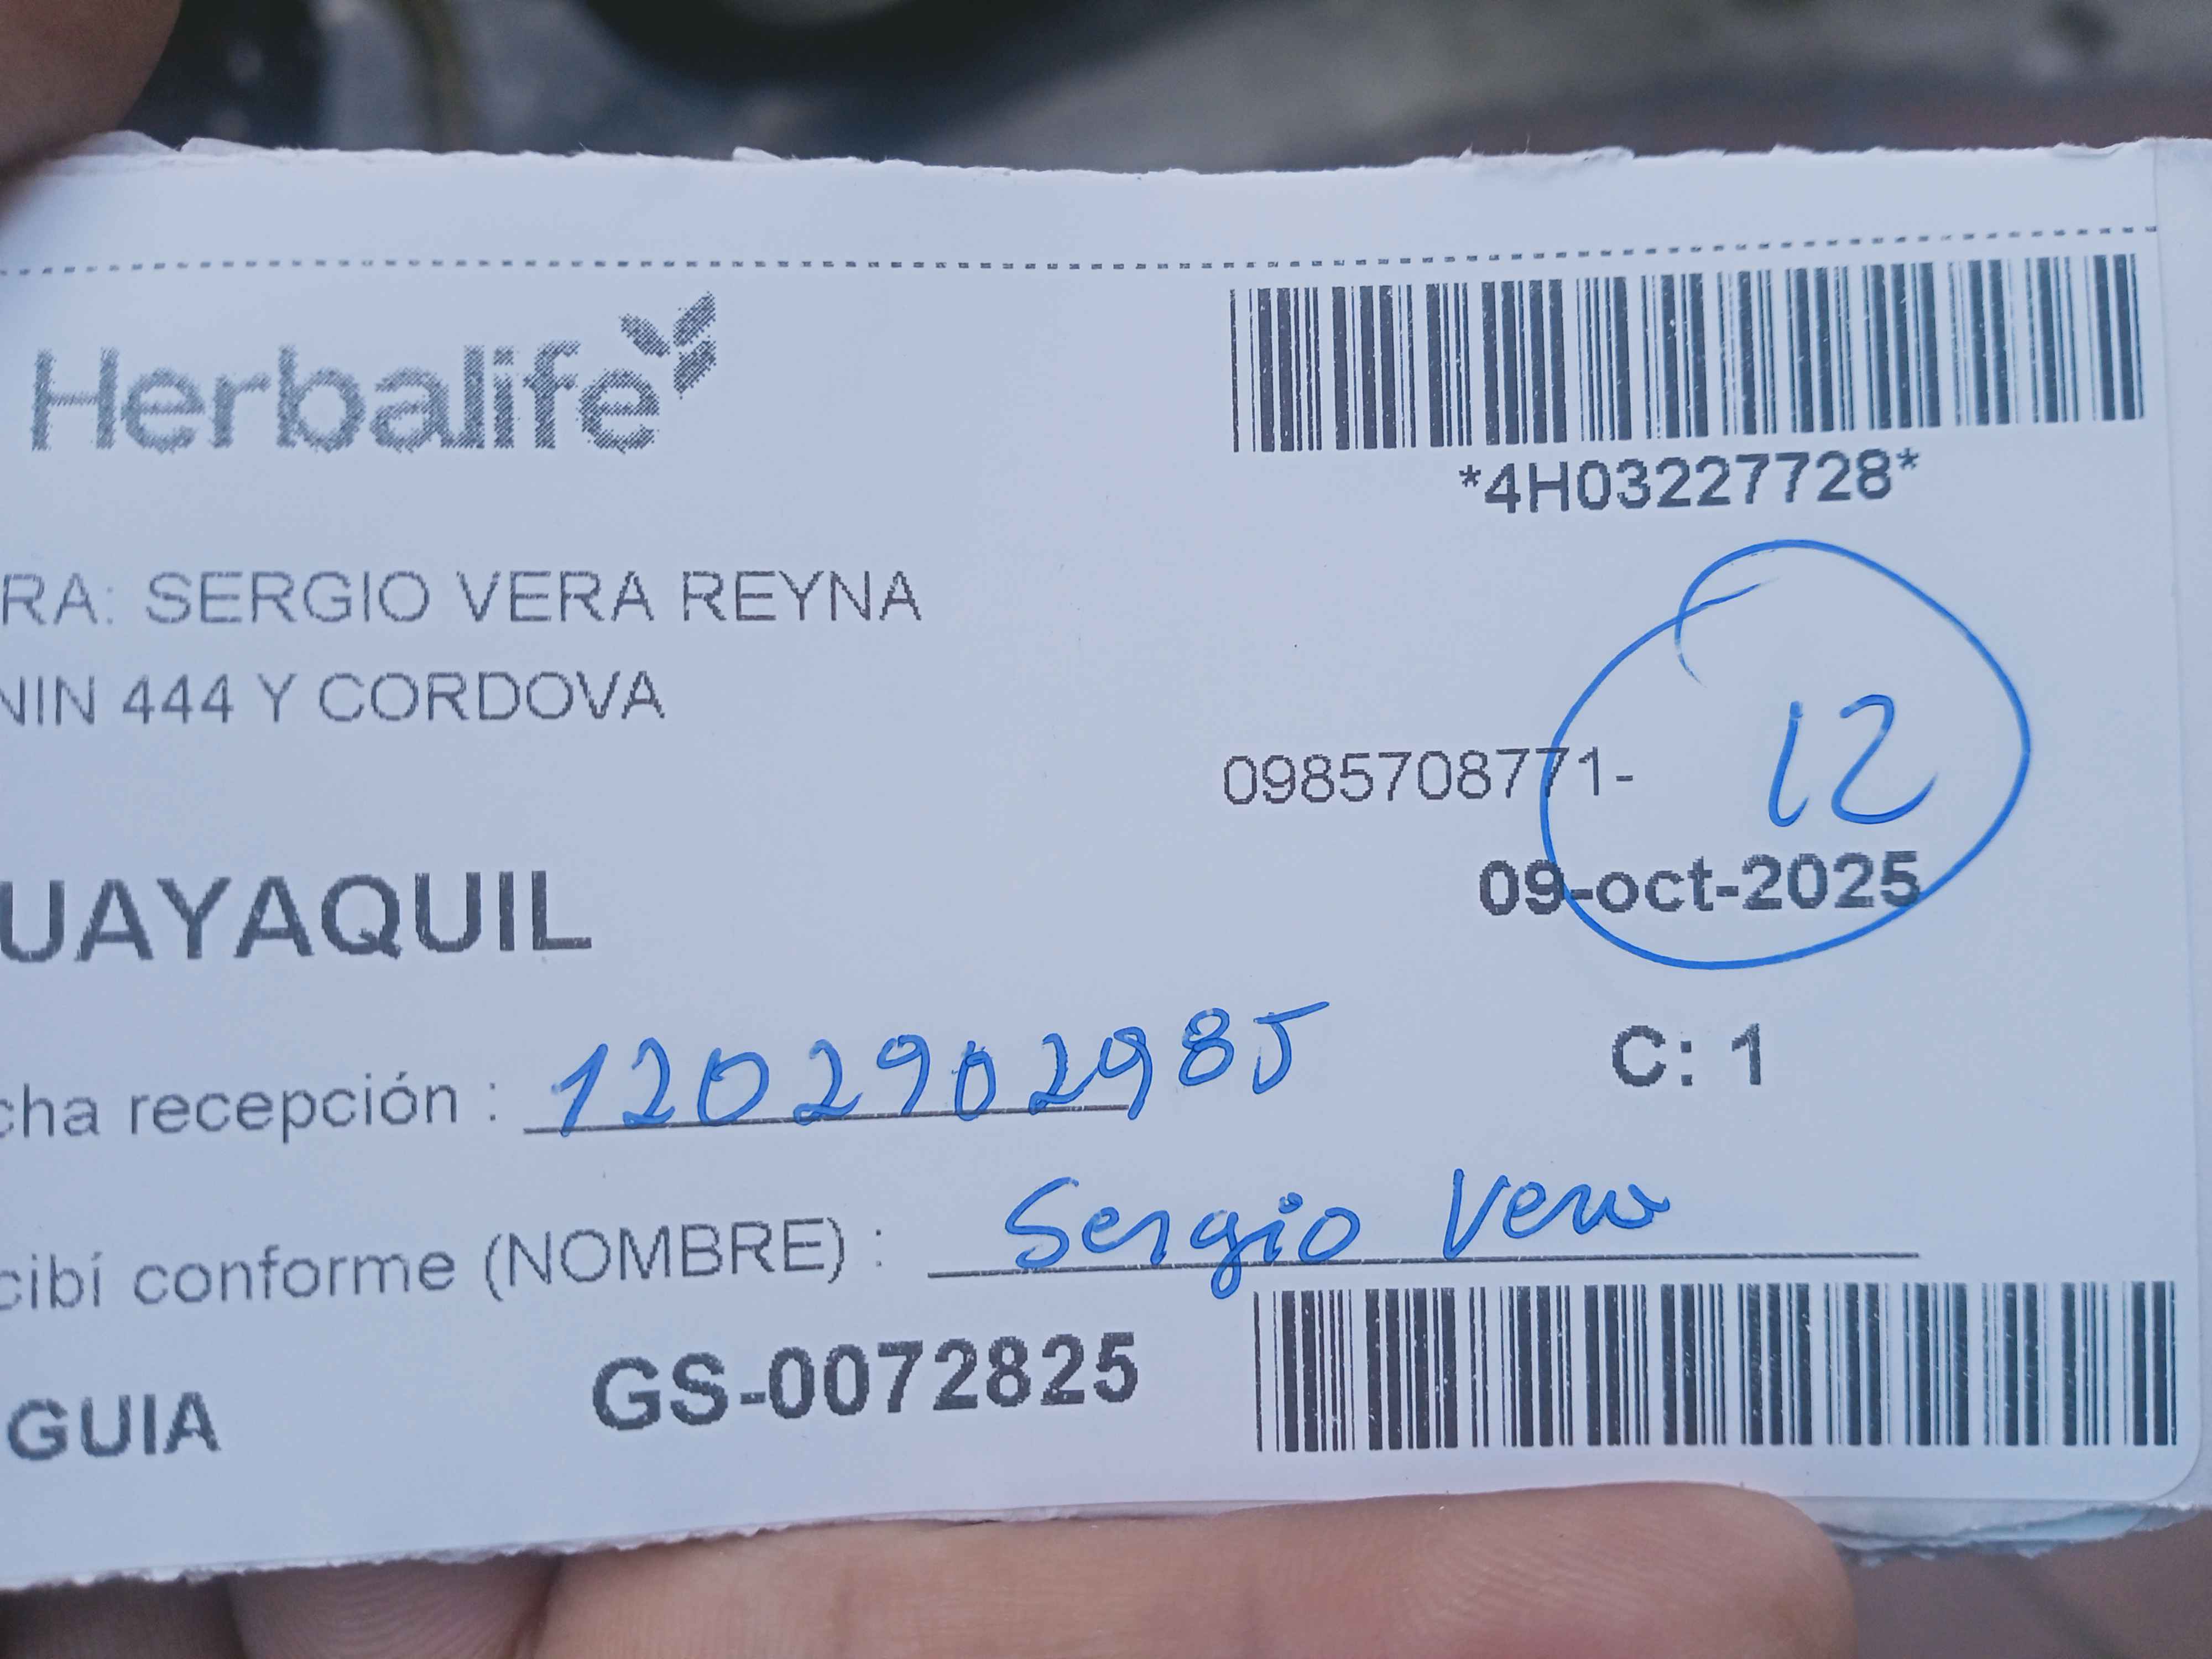 Herbalife
*4H03227728*
RA: SERGIO VERA REYNA
NIN 444 Y CORDOVA
12
0985708771-
09-oct-2025
UAYAQUIL
C: 1
cha recepción : 1202902985
cibí conforme (NOMBRE) : Sergio Vera
GUIA GS-0072825